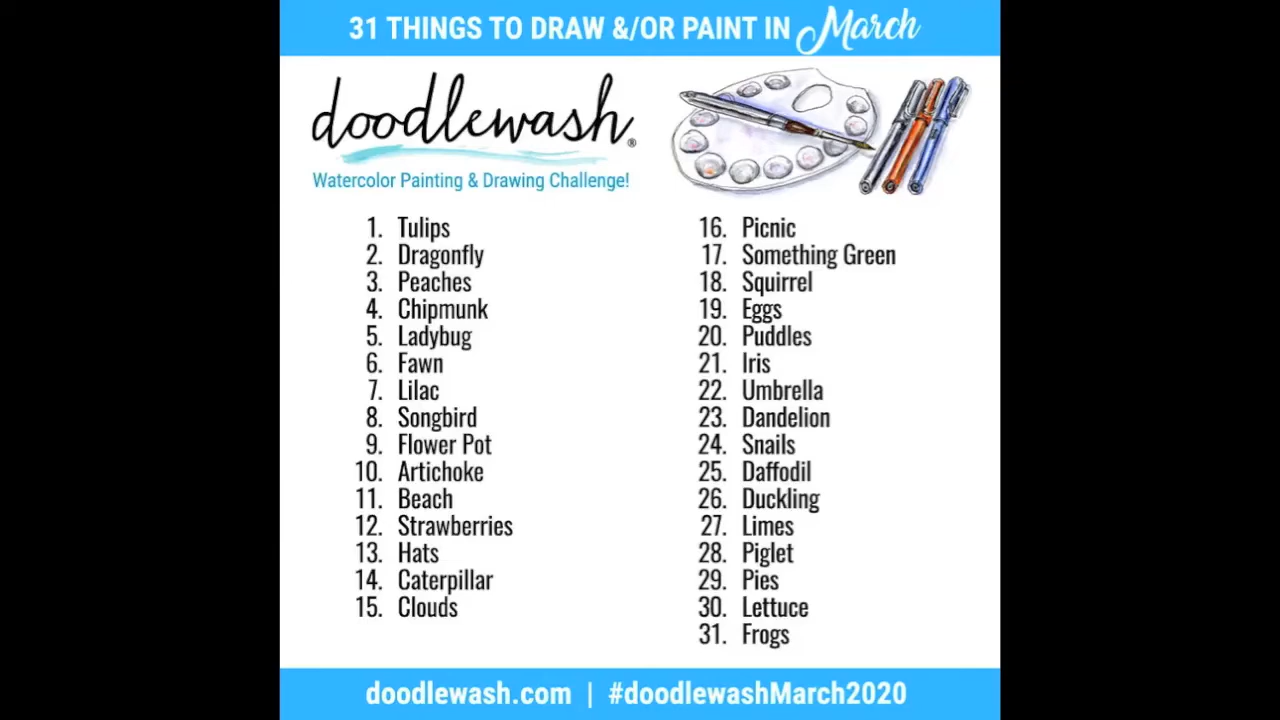 31 THINGS TO DRAW &/OR PAINT IN March
doodlewash®
Watercolor Painting & Drawing Challenge!
1. Tulips
2. Dragonfly
3. Peaches
4. Chipmunk
5. Ladybug
6. Fawn
7. Lilac
8. Songbird
9. Flower Pot
10. Artichoke
11. Beach
12. Strawberries
13. Hats
14. Caterpillar
15. Clouds
16. Picnic
17. Something Green
18. Squirrel
19. Eggs
20. Puddles
21. Iris
22. Umbrella
23. Dandelion
24. Snails
25. Daffodil
26. Duckling
27. Limes
28. Piglet
29. Pies
30. Lettuce
31. Frogs
doodlewash.com | #doodlewashMarch2020